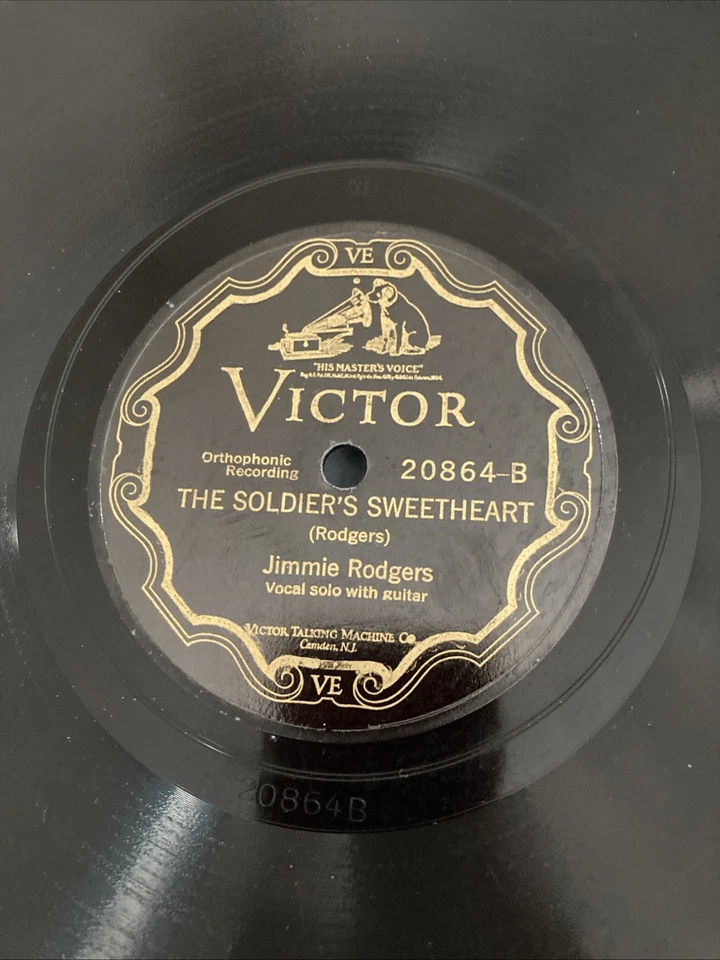 VE
"HIS MASTER'S VOICE"
VICTOR
Orthophonic
Recording
20864-B
THE SOLDIER'S SWEETHEART
(Rodgers)
Jimmie Rodgers
Vocal solo with guitar
VICTOR TALKING MACHINE CO.
Camden, N.J.
VE
20864B